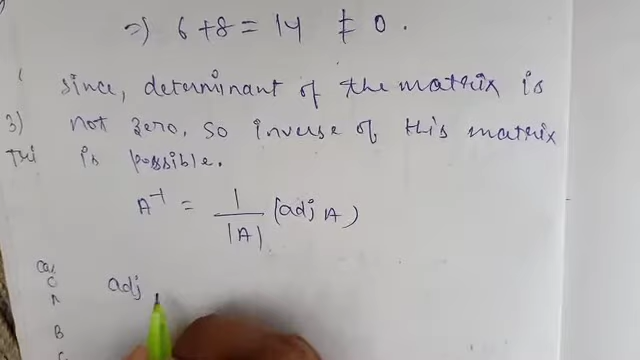 =) 6+8 = 14 ≠ 0.
since, determinant of the matrix is
3) not zero, so inverse of this matrix
is possible.
A⁻¹ = 1/|A| (adj A)
adj